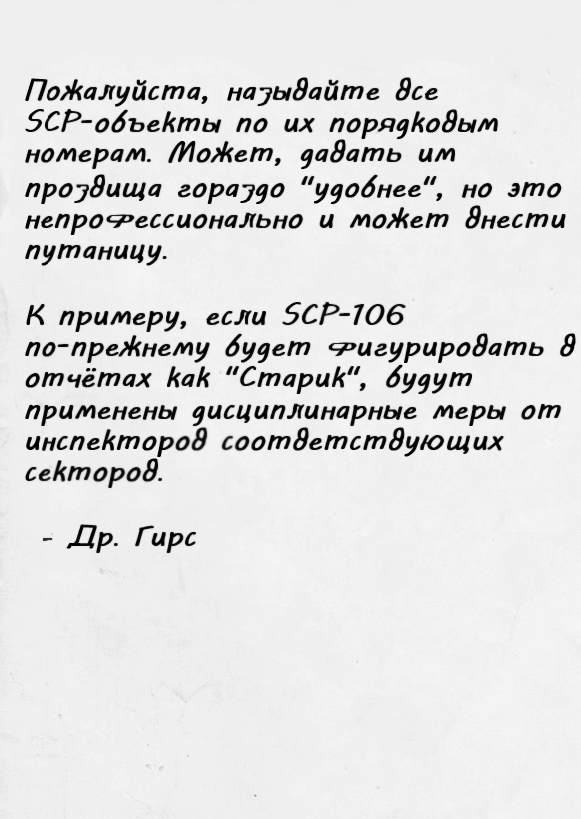 Пожалуйста, называйте все
SCP-объекты по их порядковым
номерам. Может, давать им
прозвища гораздо "удобнее", но это
непрофессионально и может внести
путаницу.
К примеру, если SCP-106
по-прежнему будет фигурировать в
отчётах как "Старик", будут
применены дисциплинарные меры от
инспекторов соответствующих
секторов.
- Др. Гирс